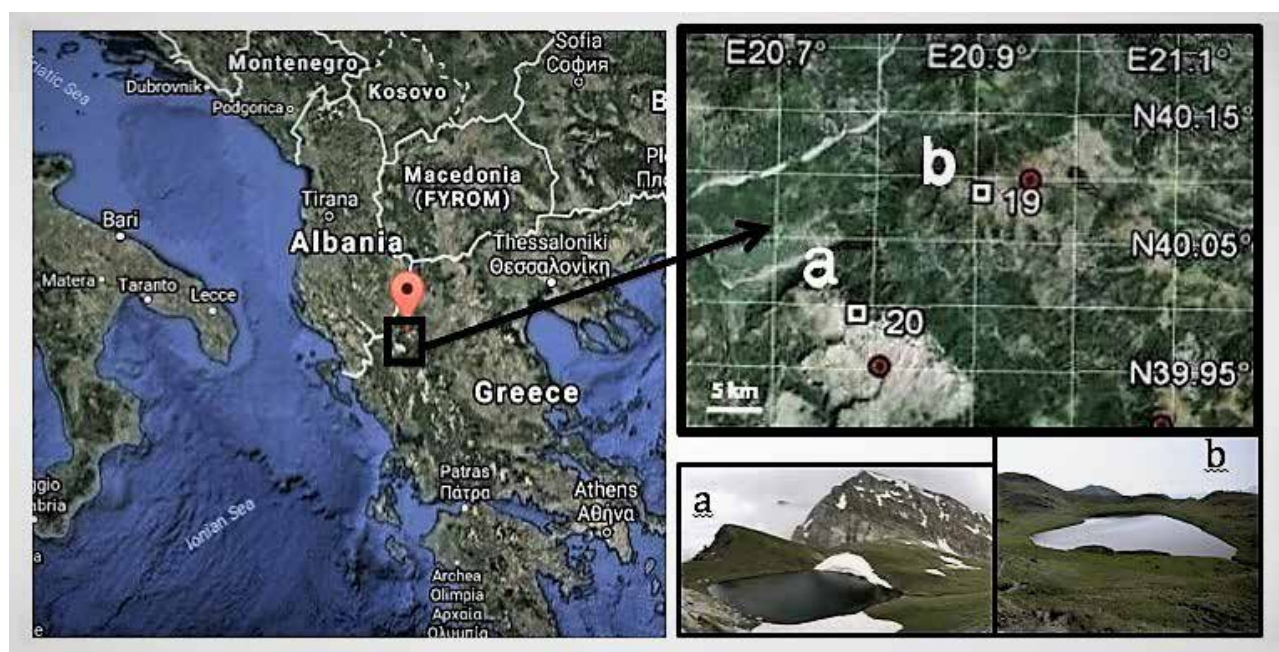 Sofia
София
Montenegro
Dubrovnik
Kosovo
Podgorica
Macedonia
(FYROM)
Tirana
Bari
Albania
Thessaloniki
Θεσσαλονίκη
Matera
Taranto
Lecce
Greece
Patras
Πάτρα
Athens
Αθήνα
Ionian Sea
Archea
Olimpia
Αρχαία
Ολυμπία
E20.7°
E20.9°
E21.1°
N40.15°
b
19
N40.05°
a
20
N39.95°
5 km
a
b